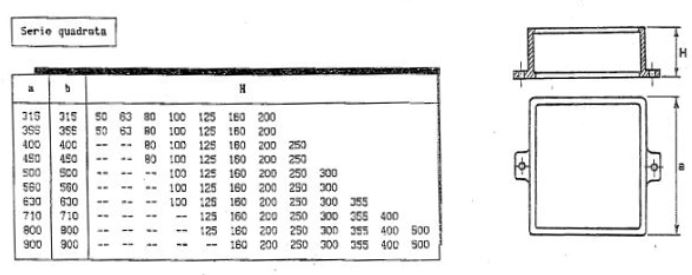 Serie quadrata
a b H
315 315 50 63 80 100 125 160 200
355 355 50 63 80 100 125 160 200
400 400 -- -- 80 100 125 160 200 250
450 450 -- -- 80 100 125 160 200 250
500 500 -- -- -- 100 125 160 200 250 300
560 560 -- -- -- 100 125 160 200 250 300
630 630 -- -- -- 100 125 160 200 250 300 355
710 710 -- -- -- -- 125 160 200 250 300 355 400
800 800 -- -- -- -- 125 160 200 250 300 355 400 500
900 900 -- -- -- -- -- 160 200 250 300 355 400 500
H
a